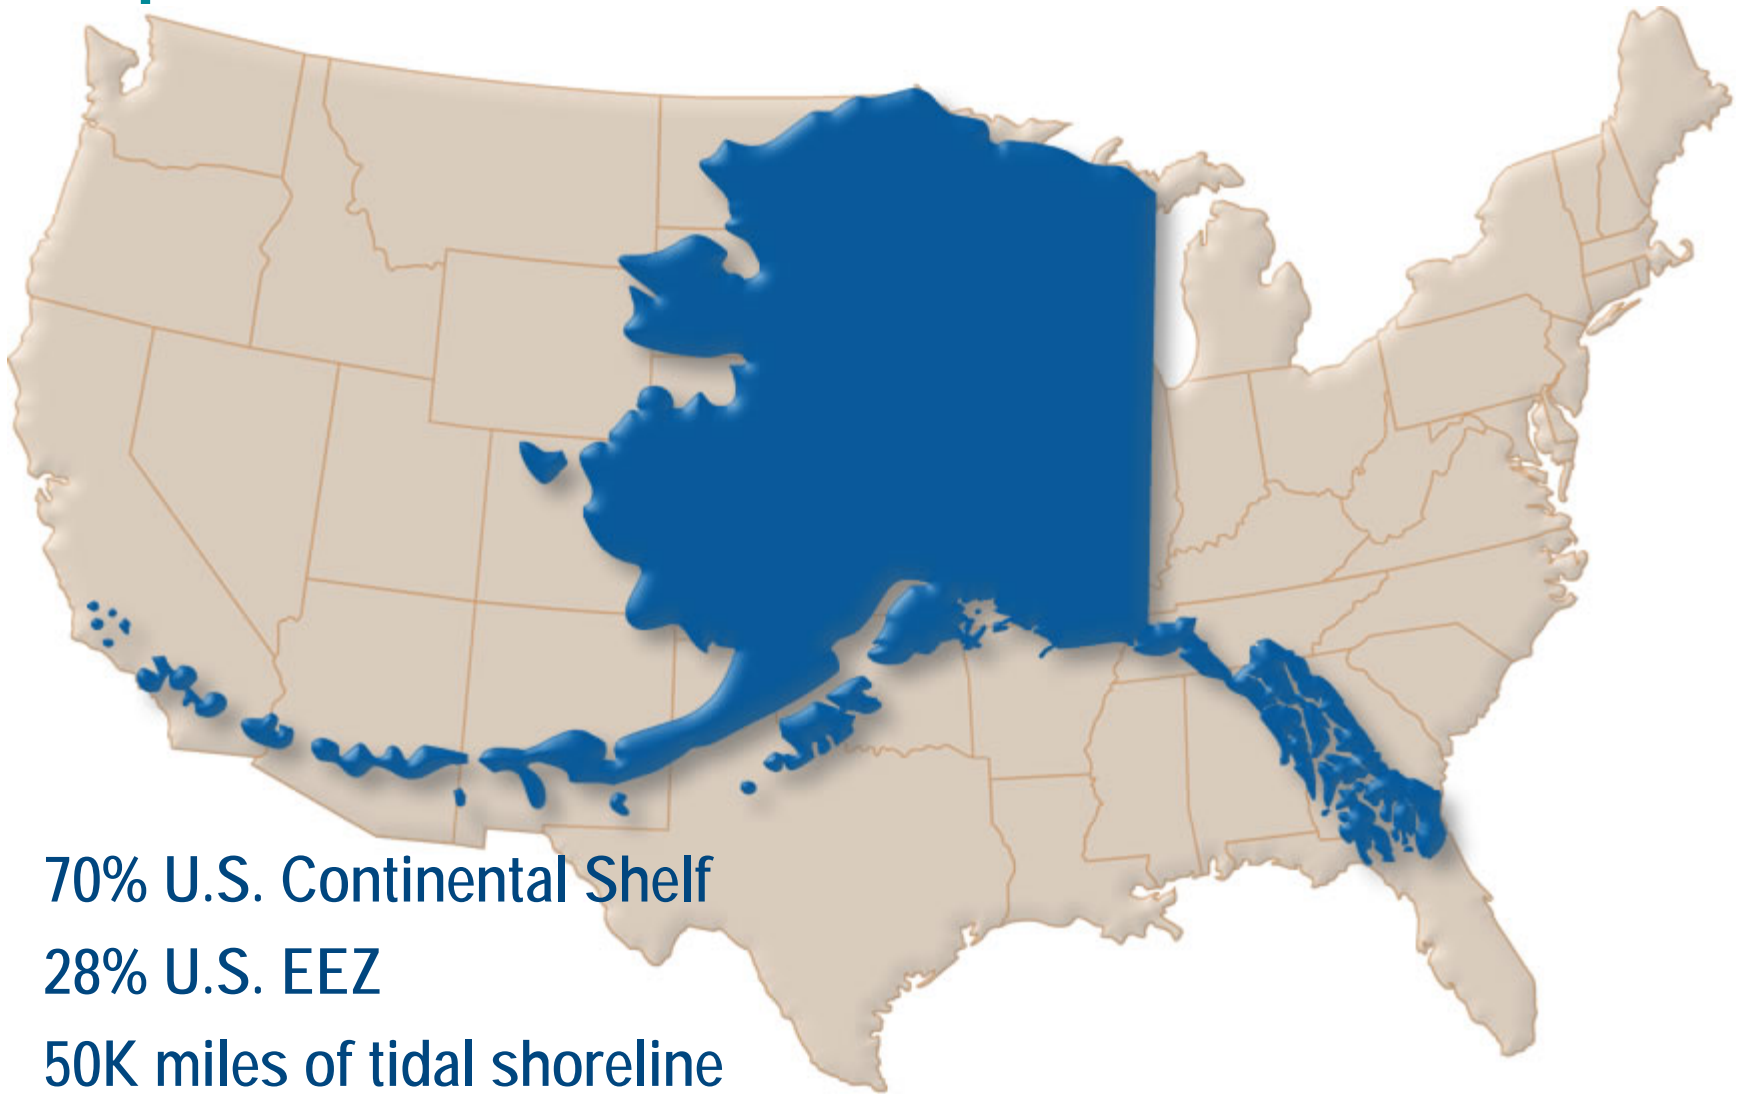 70% U.S. Continental Shelf
28% U.S. EEZ
50K miles of tidal shoreline